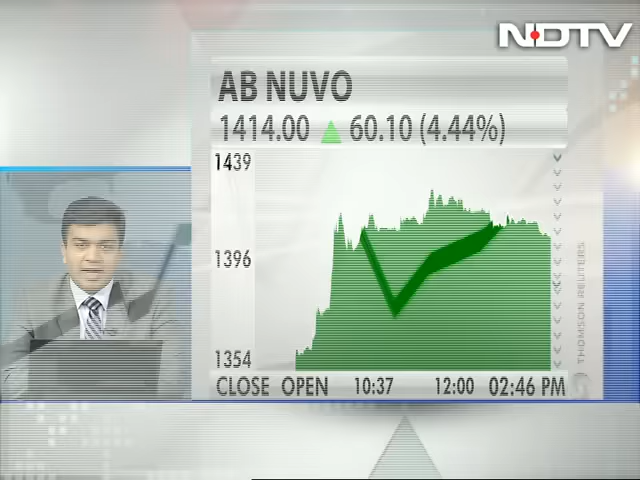 NDTV
AB NUVO
1414.00 ▲ 60.10 (4.44%)
1439
1396
1354
CLOSE OPEN 10:37 12:00 02:46 PM
THOMSON REUTERS